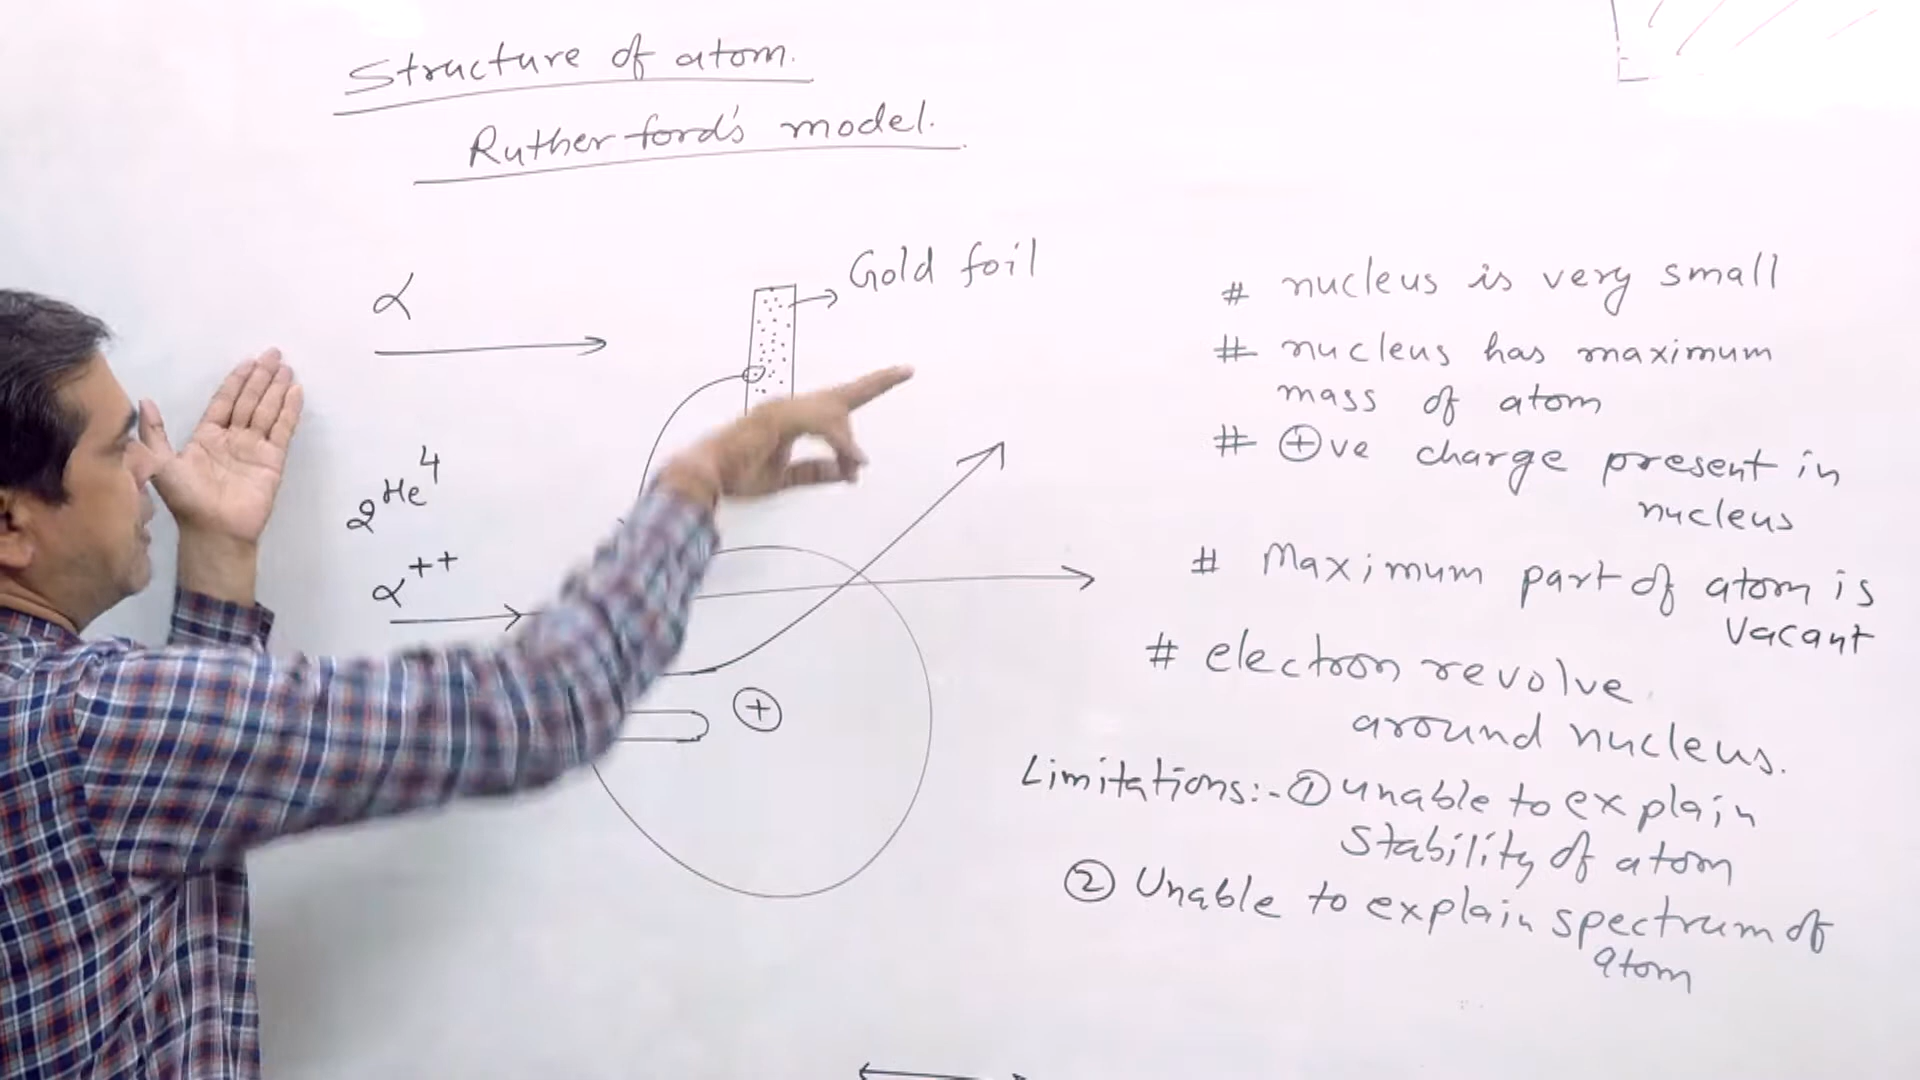 Structure of atom.
Rutherford's model.
α
Gold foil
₂He⁴
α⁺⁺
⊕
# nucleus is very small
# nucleus has maximum
mass of atom
# ⊕ve charge present in
nucleus
# Maximum part of atom is
Vacant
# electron revolve
around nucleus.
Limitations:- ① unable to explain
Stability of atom
② Unable to explain spectrum of
atom